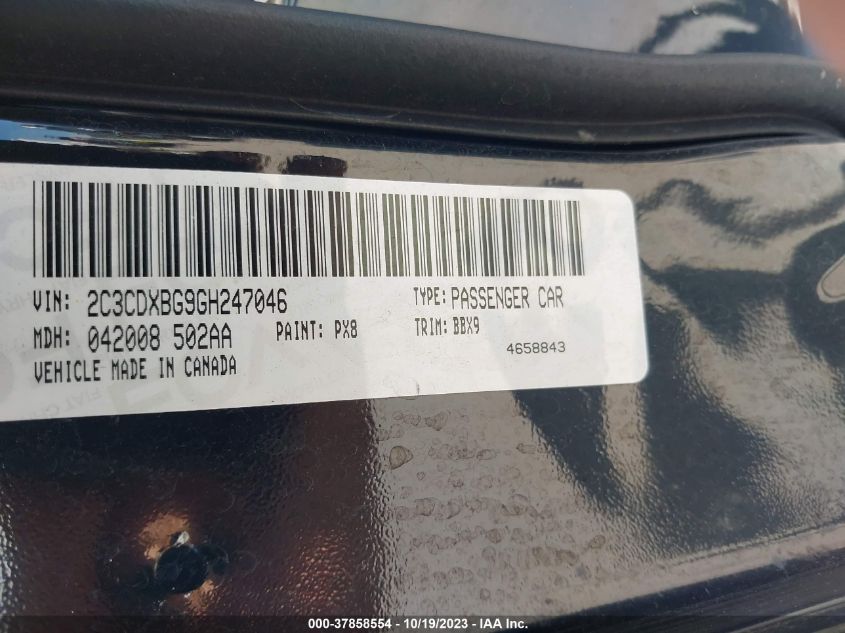 VIN: 2C3CDXBG9GH247046 TYPE: PASSENGER CAR
MDH: 042008 502AA PAINT: PX8 TRIM: BBX9
VEHICLE MADE IN CANADA 4658843
000-37858554 | 10/19/2023 | IAA Inc.